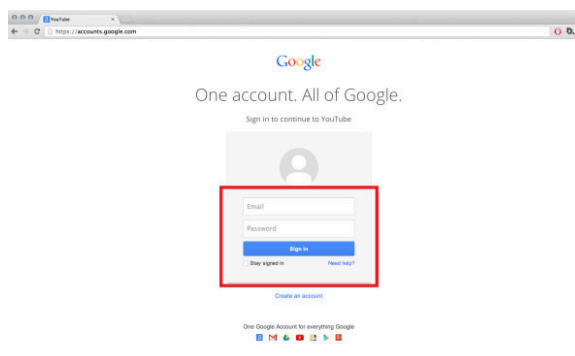 YouTube
https://accounts.google.com
Google
One account. All of Google.
Sign in to continue to YouTube
Email
Password
Sign in
Stay signed in Need help?
Create an account
One Google Account for everything Google